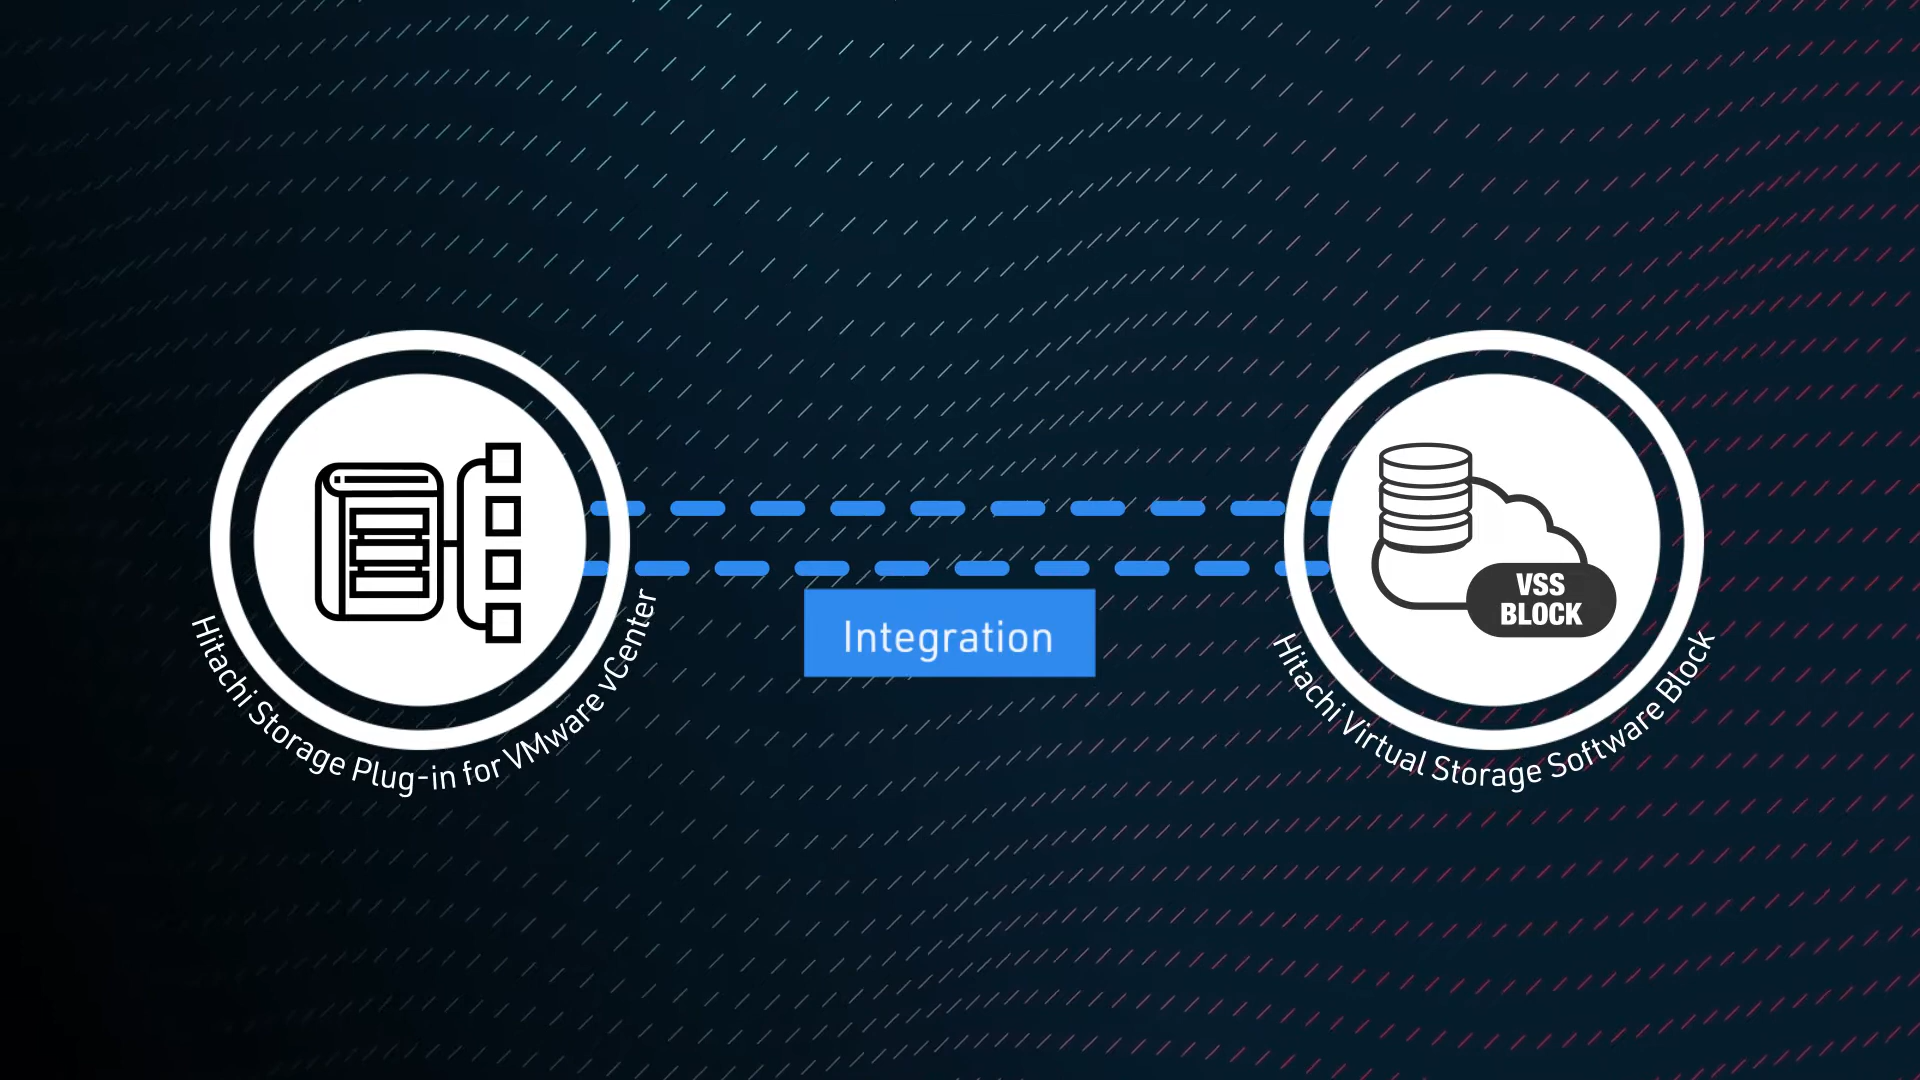 Hitachi Storage Plug-in for VMware vCenter
Integration
VSS
BLOCK
Hitachi Virtual Storage Software Block